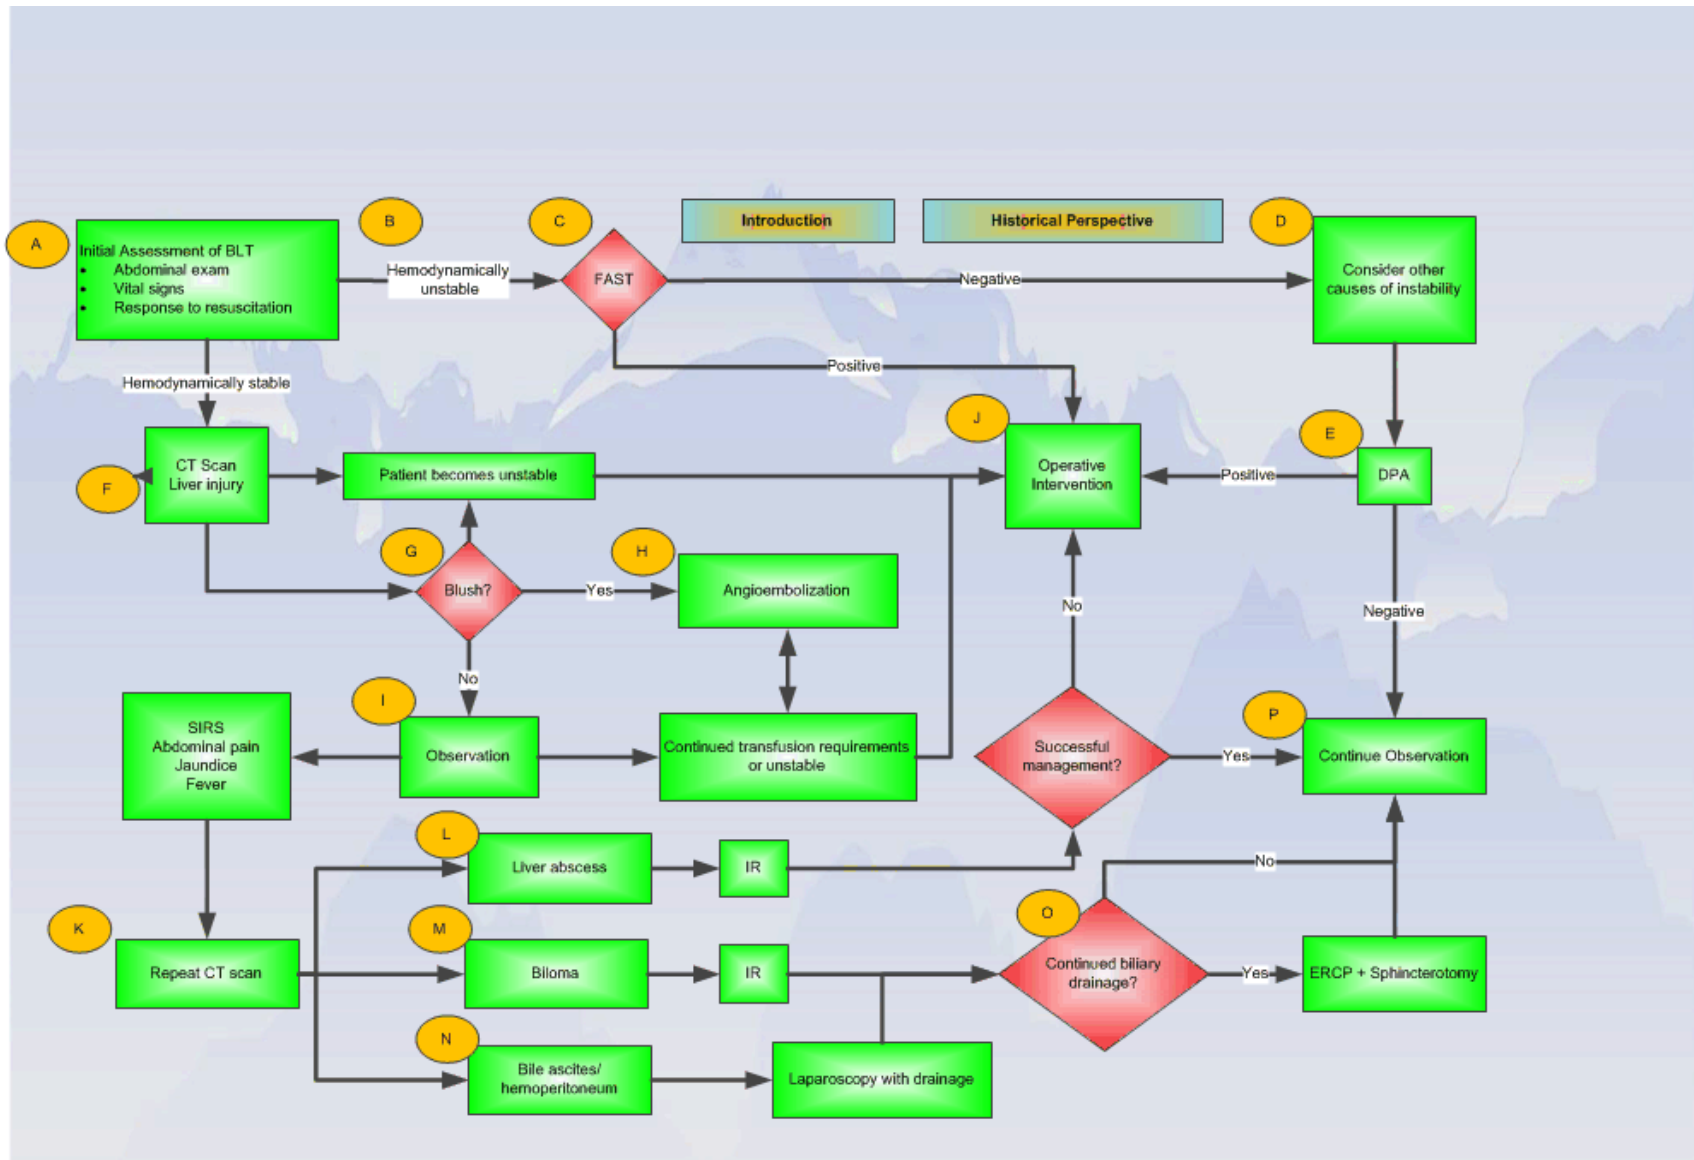 A
B
C
Introduction
Historical Perspective
D
Initial Assessment of BLT
• Abdominal exam
• Vital signs
• Response to resuscitation
Hemodynamically
unstable
FAST
Negative
Consider other
causes of instability
Positive
Hemodynamically stable
J
E
F
CT Scan
Liver injury
Patient becomes unstable
Operative
Intervention
Positive
DPA
G
H
Blush?
Yes
Angioembolization
No
Negative
No
I
P
SIRS
Abdominal pain
Jaundice
Fever
Observation
Continued transfusion requirements
or unstable
Successful
management?
Yes
Continue Observation
L
Liver abscess
IR
No
K
M
O
Repeat CT scan
Biloma
IR
Continued biliary
drainage?
Yes
ERCP + Sphincterotomy
N
Bile ascites/
hemoperitoneum
Laparoscopy with drainage